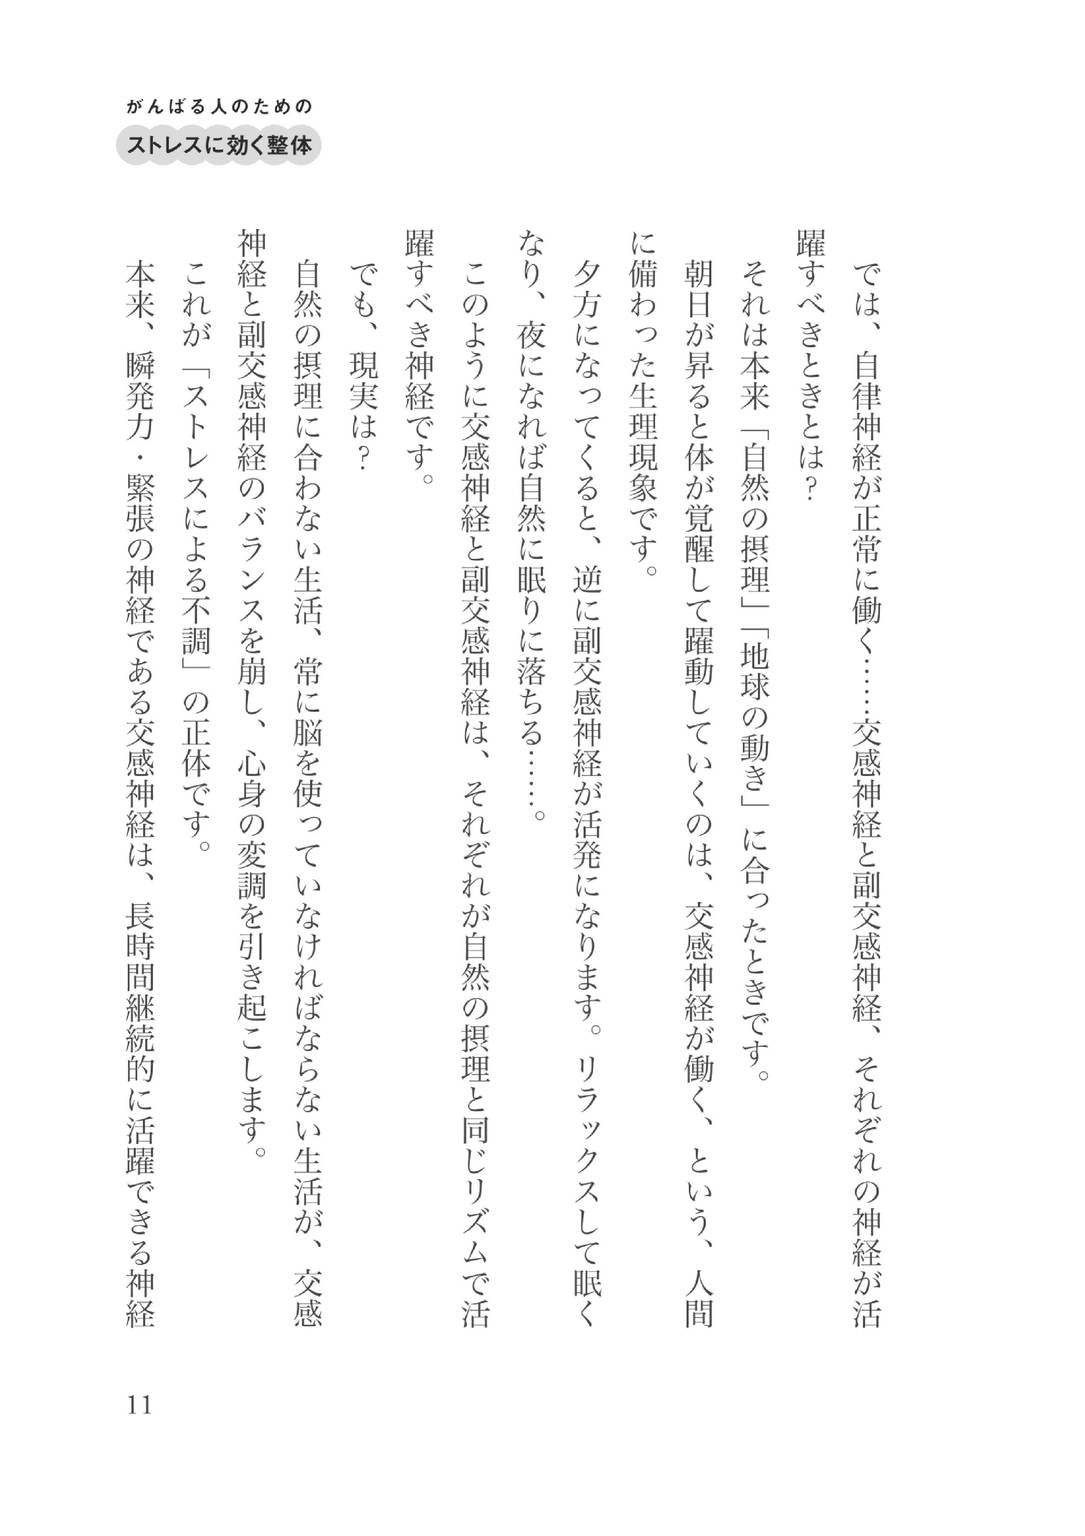 がんばる人のための
ストレスに効く整体
では、自律神経が正常に働く……交感神経と副交感神経、それぞれの神経が活
躍すべきときとは?
それは本来「自然の摂理」「地球の動き」に合ったときです。
朝日が昇ると体が覚醒して躍動していくのは、交感神経が働く、という、人間
に備わった生理現象です。
夕方になってくると、逆に副交感神経が活発になります。リラックスして眠く
なり、夜になれば自然に眠りに落ちる……。
このように交感神経と副交感神経は、それぞれが自然の摂理と同じリズムで活
躍すべき神経です。
でも、現実は?
自然の摂理に合わない生活、常に脳を使っていなければならない生活が、交感
神経と副交感神経のバランスを崩し、心身の変調を引き起こします。
これが「ストレスによる不調」の正体です。
本来、瞬発力・緊張の神経である交感神経は、長時間継続的に活躍できる神経
11